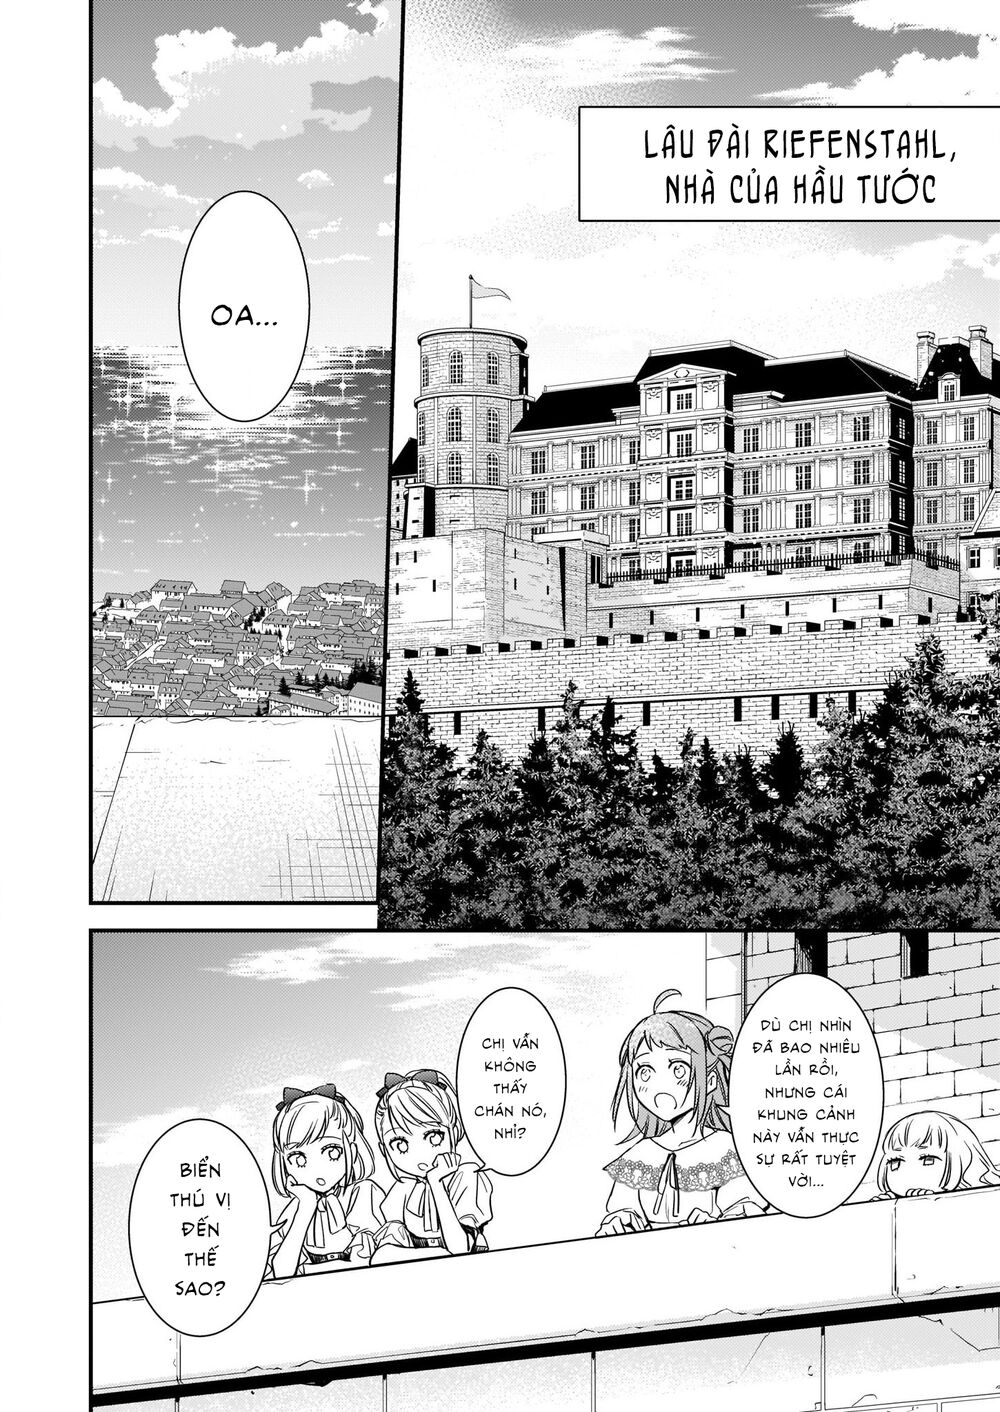 LÂU ĐÀI RIEFENSTAHL,
NHÀ CỦA HẦU TƯỚC
OA...
DÙ CHỊ NHÌN
ĐÃ BAO NHIÊU
LẦN RỒI,
NHƯNG CÁI
KHUNG CẢNH
NÀY VẪN THỰC
SỰ RẤT TUYỆT
VỜI...
CHỊ VẪN
KHÔNG
THẤY
CHÁN NÓ,
NHỈ?
BIỂN
THÚ VỊ
ĐẾN
THẾ
SAO?